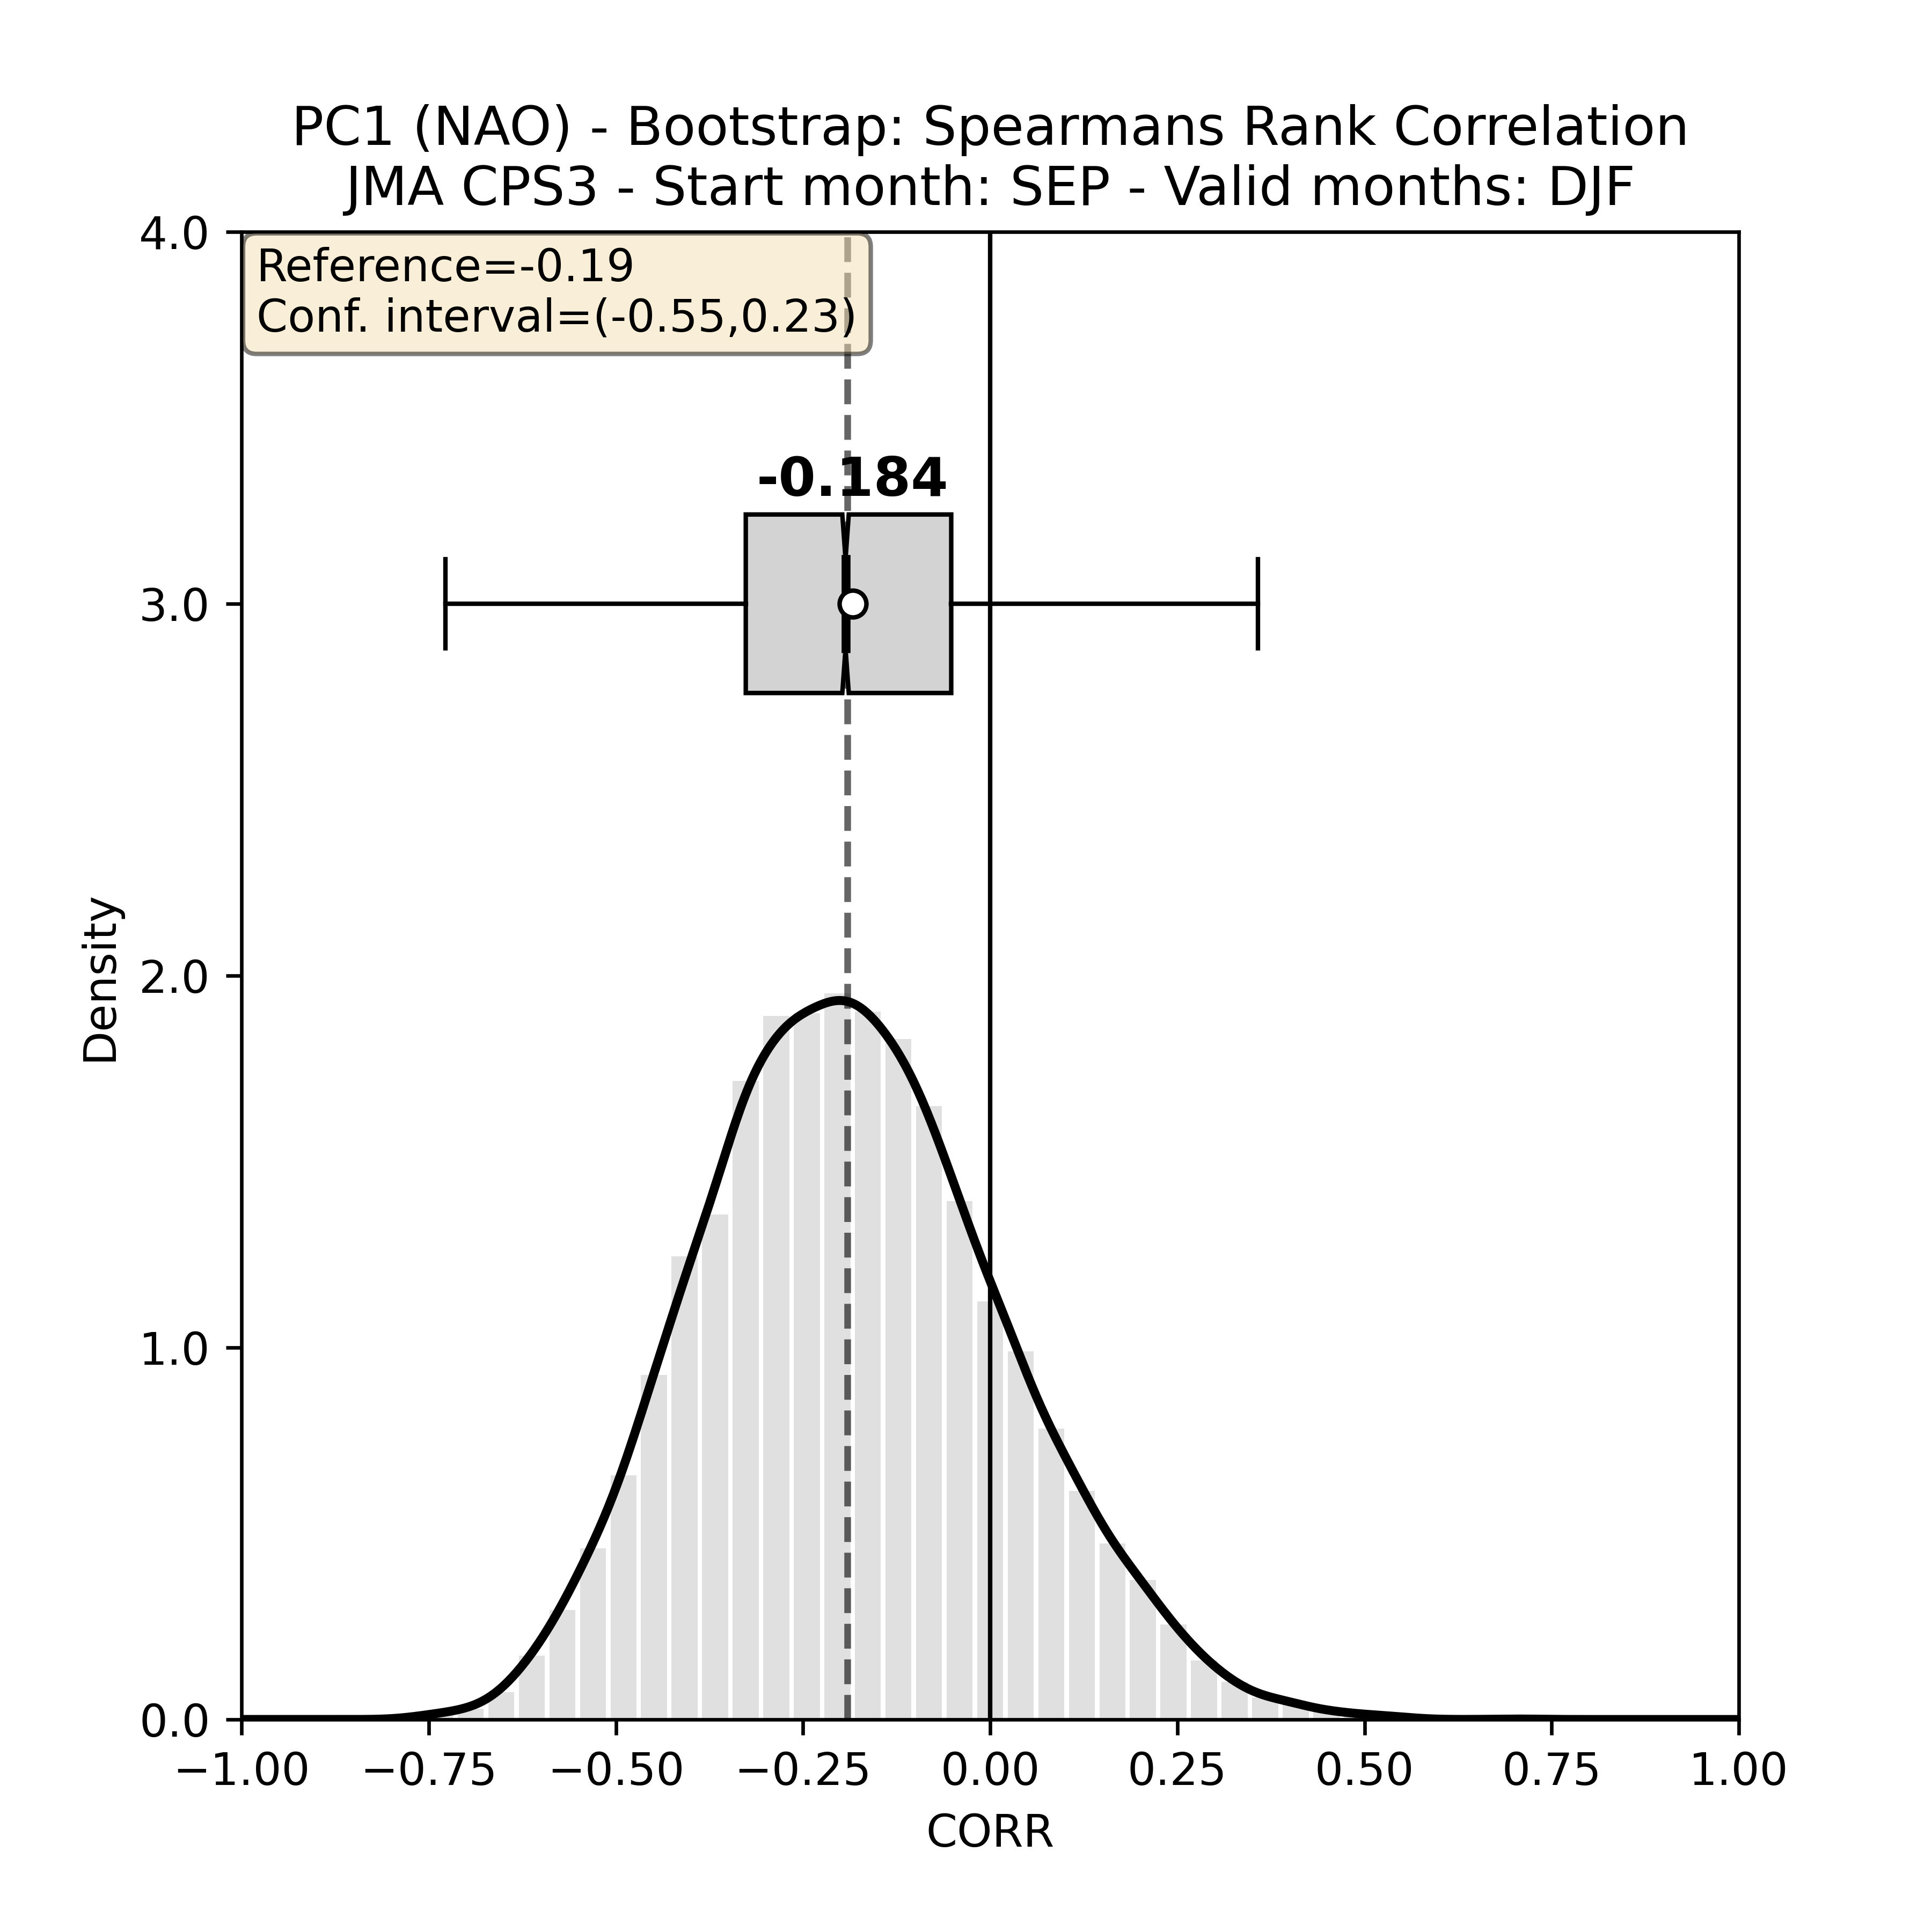 PC1 (NAO) - Bootstrap: Spearmans Rank Correlation
JMA CPS3 - Start month: SEP - Valid months: DJF
Reference=-0.19
Conf. interval=(-0.55,0.23)
-0.184
Density
4.0
3.0
2.0
1.0
0.0
−1.00 −0.75 −0.50 −0.25 0.00 0.25 0.50 0.75 1.00
CORR